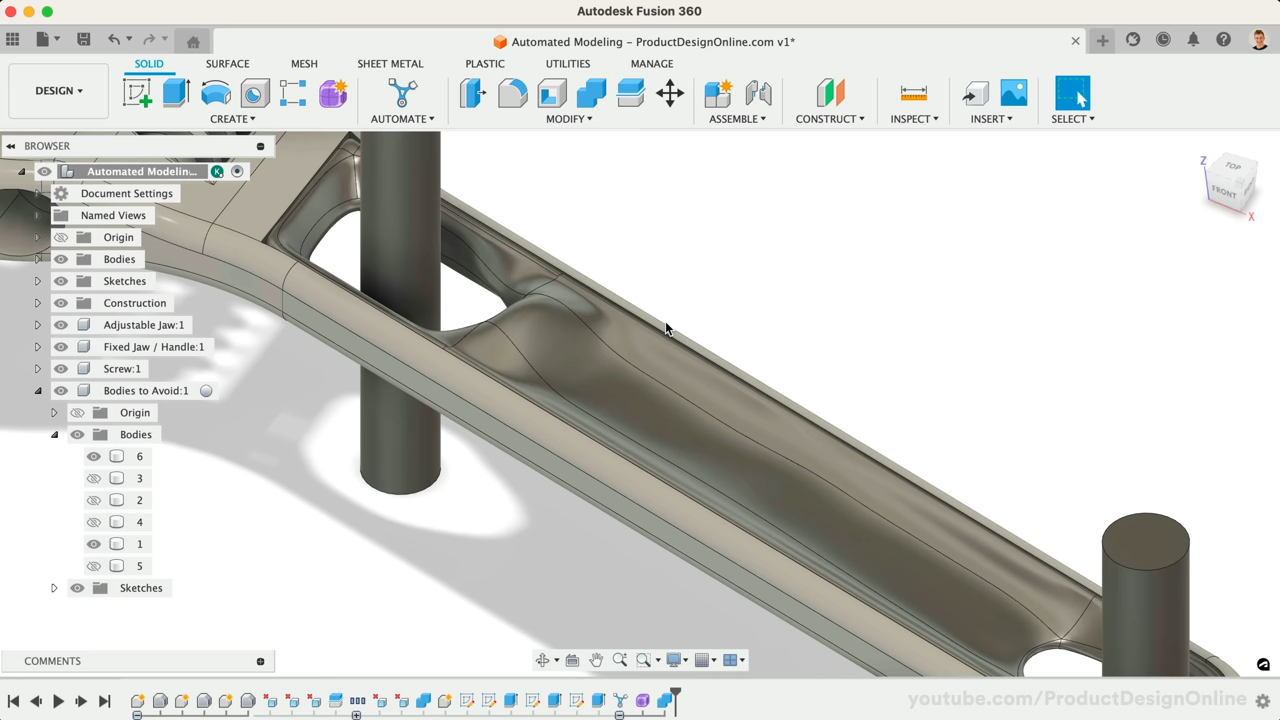 Autodesk Fusion 360
Automated Modeling – ProductDesignOnline.com v1*
SOLID SURFACE MESH SHEET METAL PLASTIC UTILITIES MANAGE
DESIGN
CREATE AUTOMATE MODIFY ASSEMBLE CONSTRUCT INSPECT INSERT SELECT
BROWSER
Automated Modelin...
K
Document Settings
Named Views
Origin
Bodies
Sketches
Construction
Adjustable Jaw:1
Fixed Jaw / Handle:1
Screw:1
Bodies to Avoid:1
Origin
Bodies
6
3
2
4
1
5
Sketches
Z
TOP
FRONT
X
COMMENTS
youtube.com/ProductDesignOnline